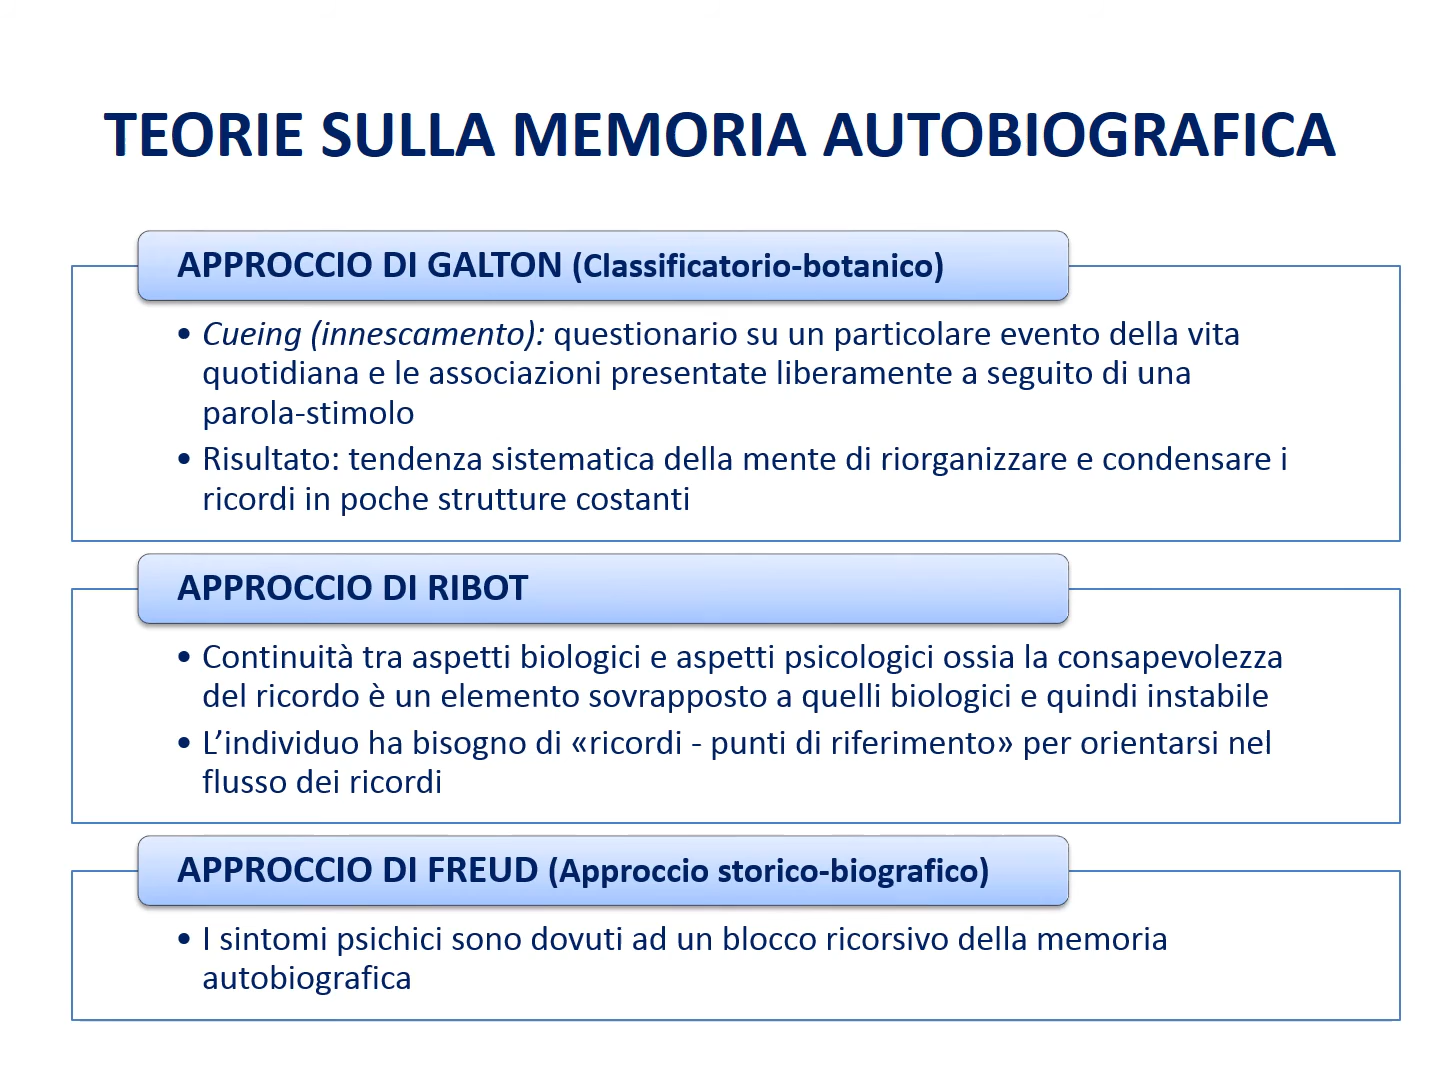 TEORIE SULLA MEMORIA AUTOBIOGRAFICA
APPROCCIO DI GALTON (Classificatorio-botanico)
• Cueing (innescamento): questionario su un particolare evento della vita
quotidiana e le associazioni presentate liberamente a seguito di una
parola-stimolo
• Risultato: tendenza sistematica della mente di riorganizzare e condensare i
ricordi in poche strutture costanti
APPROCCIO DI RIBOT
• Continuità tra aspetti biologici e aspetti psicologici ossia la consapevolezza
del ricordo è un elemento sovrapposto a quelli biologici e quindi instabile
• L’individuo ha bisogno di «ricordi - punti di riferimento» per orientarsi nel
flusso dei ricordi
APPROCCIO DI FREUD (Approccio storico-biografico)
• I sintomi psichici sono dovuti ad un blocco ricorsivo della memoria
autobiografica